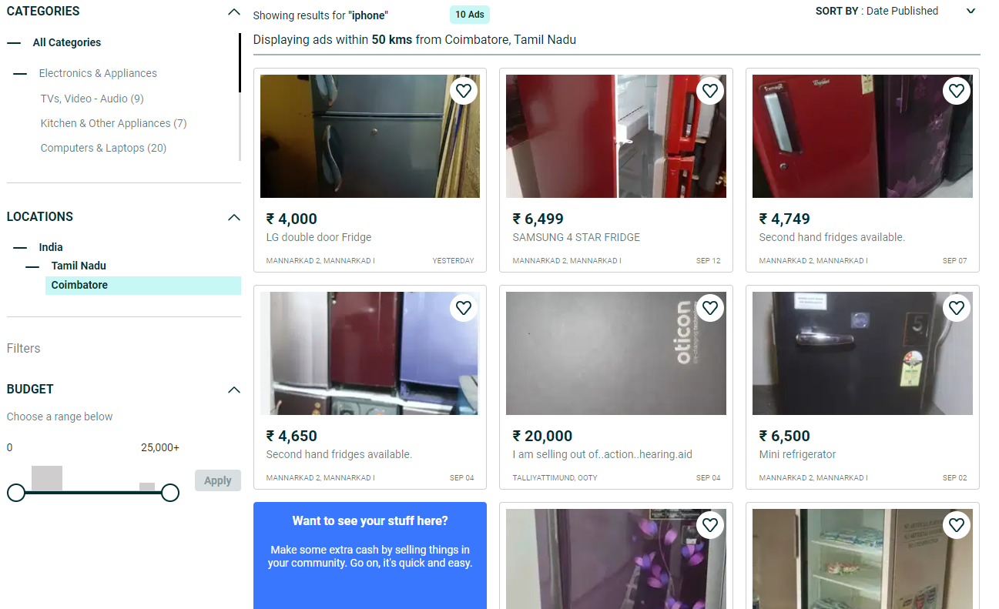 CATEGORIES
All Categories
Electronics & Appliances
TVs, Video - Audio (9)
Kitchen & Other Appliances (7)
Computers & Laptops (20)
LOCATIONS
India
Tamil Nadu
Coimbatore
Filters
BUDGET
Choose a range below
0 25,000+
Apply
Showing results for "iphone" 10 Ads
SORT BY : Date Published
Displaying ads within 50 kms from Coimbatore, Tamil Nadu
₹ 4,000
LG double door Fridge
MANNARKAD 2, MANNARKAD I YESTERDAY
₹ 6,499
SAMSUNG 4 STAR FRIDGE
MANNARKAD 2, MANNARKAD I SEP 12
Whirlpool
₹ 4,749
Second hand fridges available.
MANNARKAD 2, MANNARKAD I SEP 07
₹ 4,650
Second hand fridges available.
MANNARKAD 2, MANNARKAD I SEP 04
oticon
₹ 20,000
I am selling out of..action..hearing.aid
TALLIYATTIMUND, OOTY SEP 04
5
₹ 6,500
Mini refrigerator
MANNARKAD 2, MANNARKAD I SEP 02
Want to see your stuff here?
Make some extra cash by selling things in
your community. Go on, it's quick and easy.